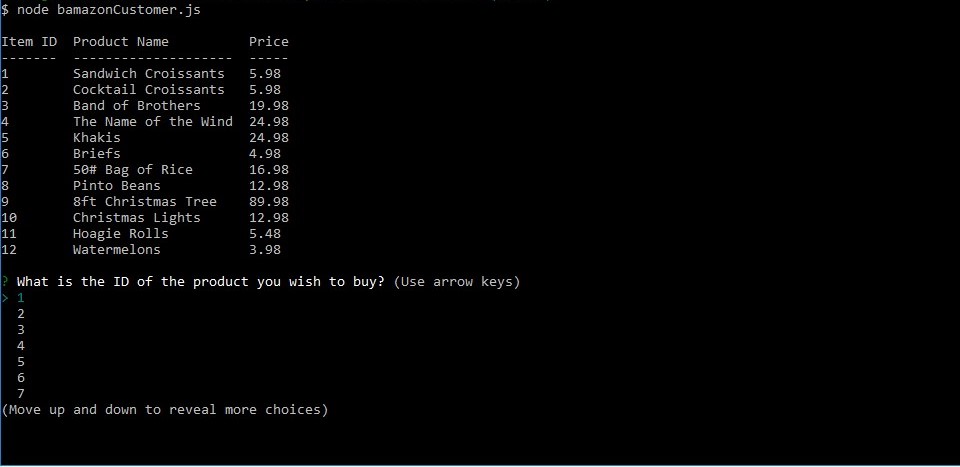 $ node bamazonCustomer.js
Item ID  Product Name          Price
-------  --------------------  -----
1        Sandwich Croissants   5.98
2        Cocktail Croissants   5.98
3        Band of Brothers      19.98
4        The Name of the Wind  24.98
5        Khakis                24.98
6        Briefs                4.98
7        50# Bag of Rice       16.98
8        Pinto Beans           12.98
9        8ft Christmas Tree    89.98
10       Christmas Lights      12.98
11       Hoagie Rolls          5.48
12       Watermelons           3.98
? What is the ID of the product you wish to buy? (Use arrow keys)
> 1
  2
  3
  4
  5
  6
  7
(Move up and down to reveal more choices)